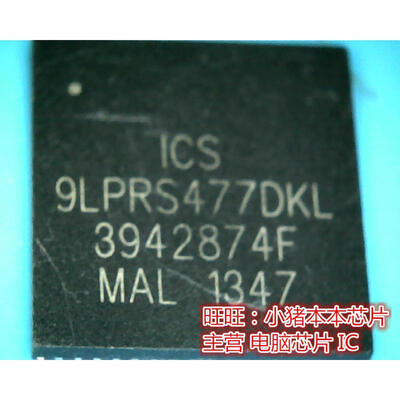 ICS
9LPRS477DKL
3942874F
MAL 1347
旺旺：小猪本本芯片
主营 电脑芯片 IC